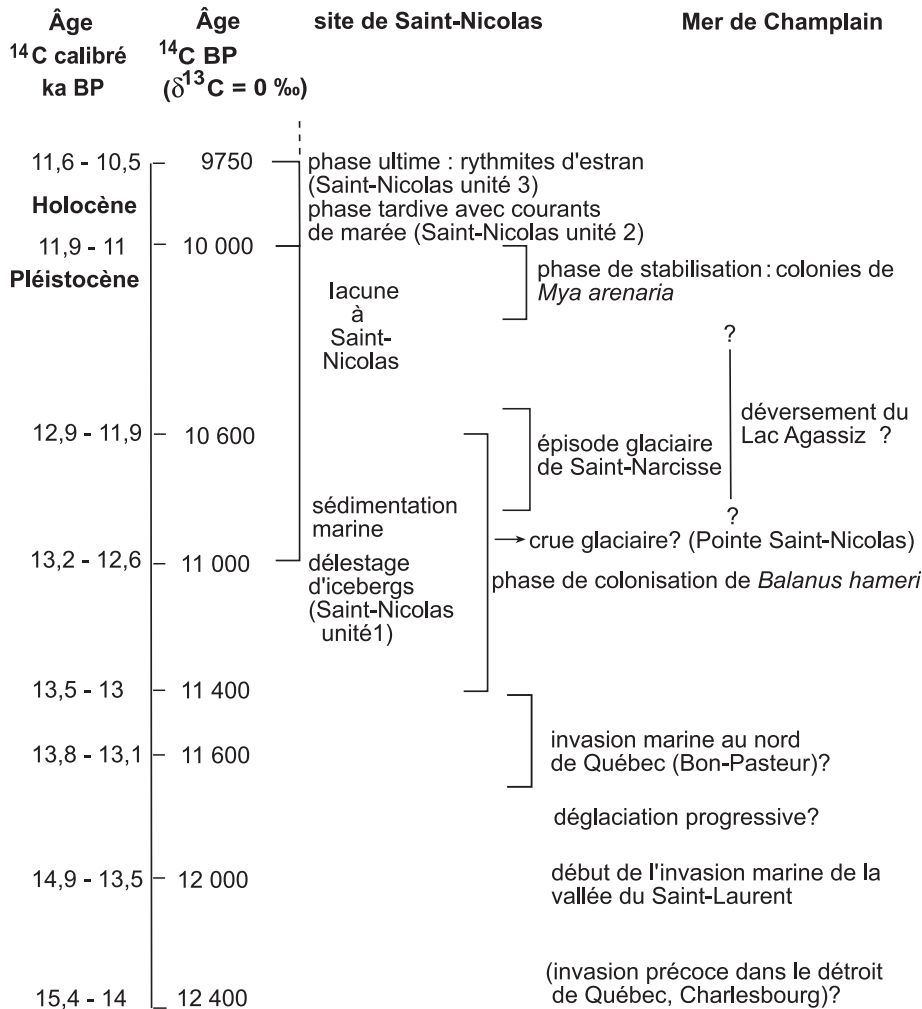 Âge
14C calibré
ka BP
Âge
14C BP
(δ13C = 0 ‰)
site de Saint-Nicolas
Mer de Champlain
11,6 - 10,5
9750
phase ultime : rythmites d'estran
(Saint-Nicolas unité 3)
Holocène
phase tardive avec courants
de marée (Saint-Nicolas unité 2)
11,9 - 11
10 000
Pléistocène
phase de stabilisation : colonies de
Mya arenaria
lacune
à
Saint-
Nicolas
?
déversement du
Lac Agassiz ?
?
12,9 - 11,9
10 600
épisode glaciaire
de Saint-Narcisse
sédimentation
marine
crue glaciaire? (Pointe Saint-Nicolas)
13,2 - 12,6
11 000
délestage
d'icebergs
(Saint-Nicolas
unité1)
phase de colonisation de Balanus hameri
13,5 - 13
11 400
13,8 - 13,1
11 600
invasion marine au nord
de Québec (Bon-Pasteur)?
déglaciation progressive?
14,9 - 13,5
12 000
début de l'invasion marine de la
vallée du Saint-Laurent
(invasion précoce dans le détroit
de Québec, Charlesbourg)?
15,4 - 14
12 400